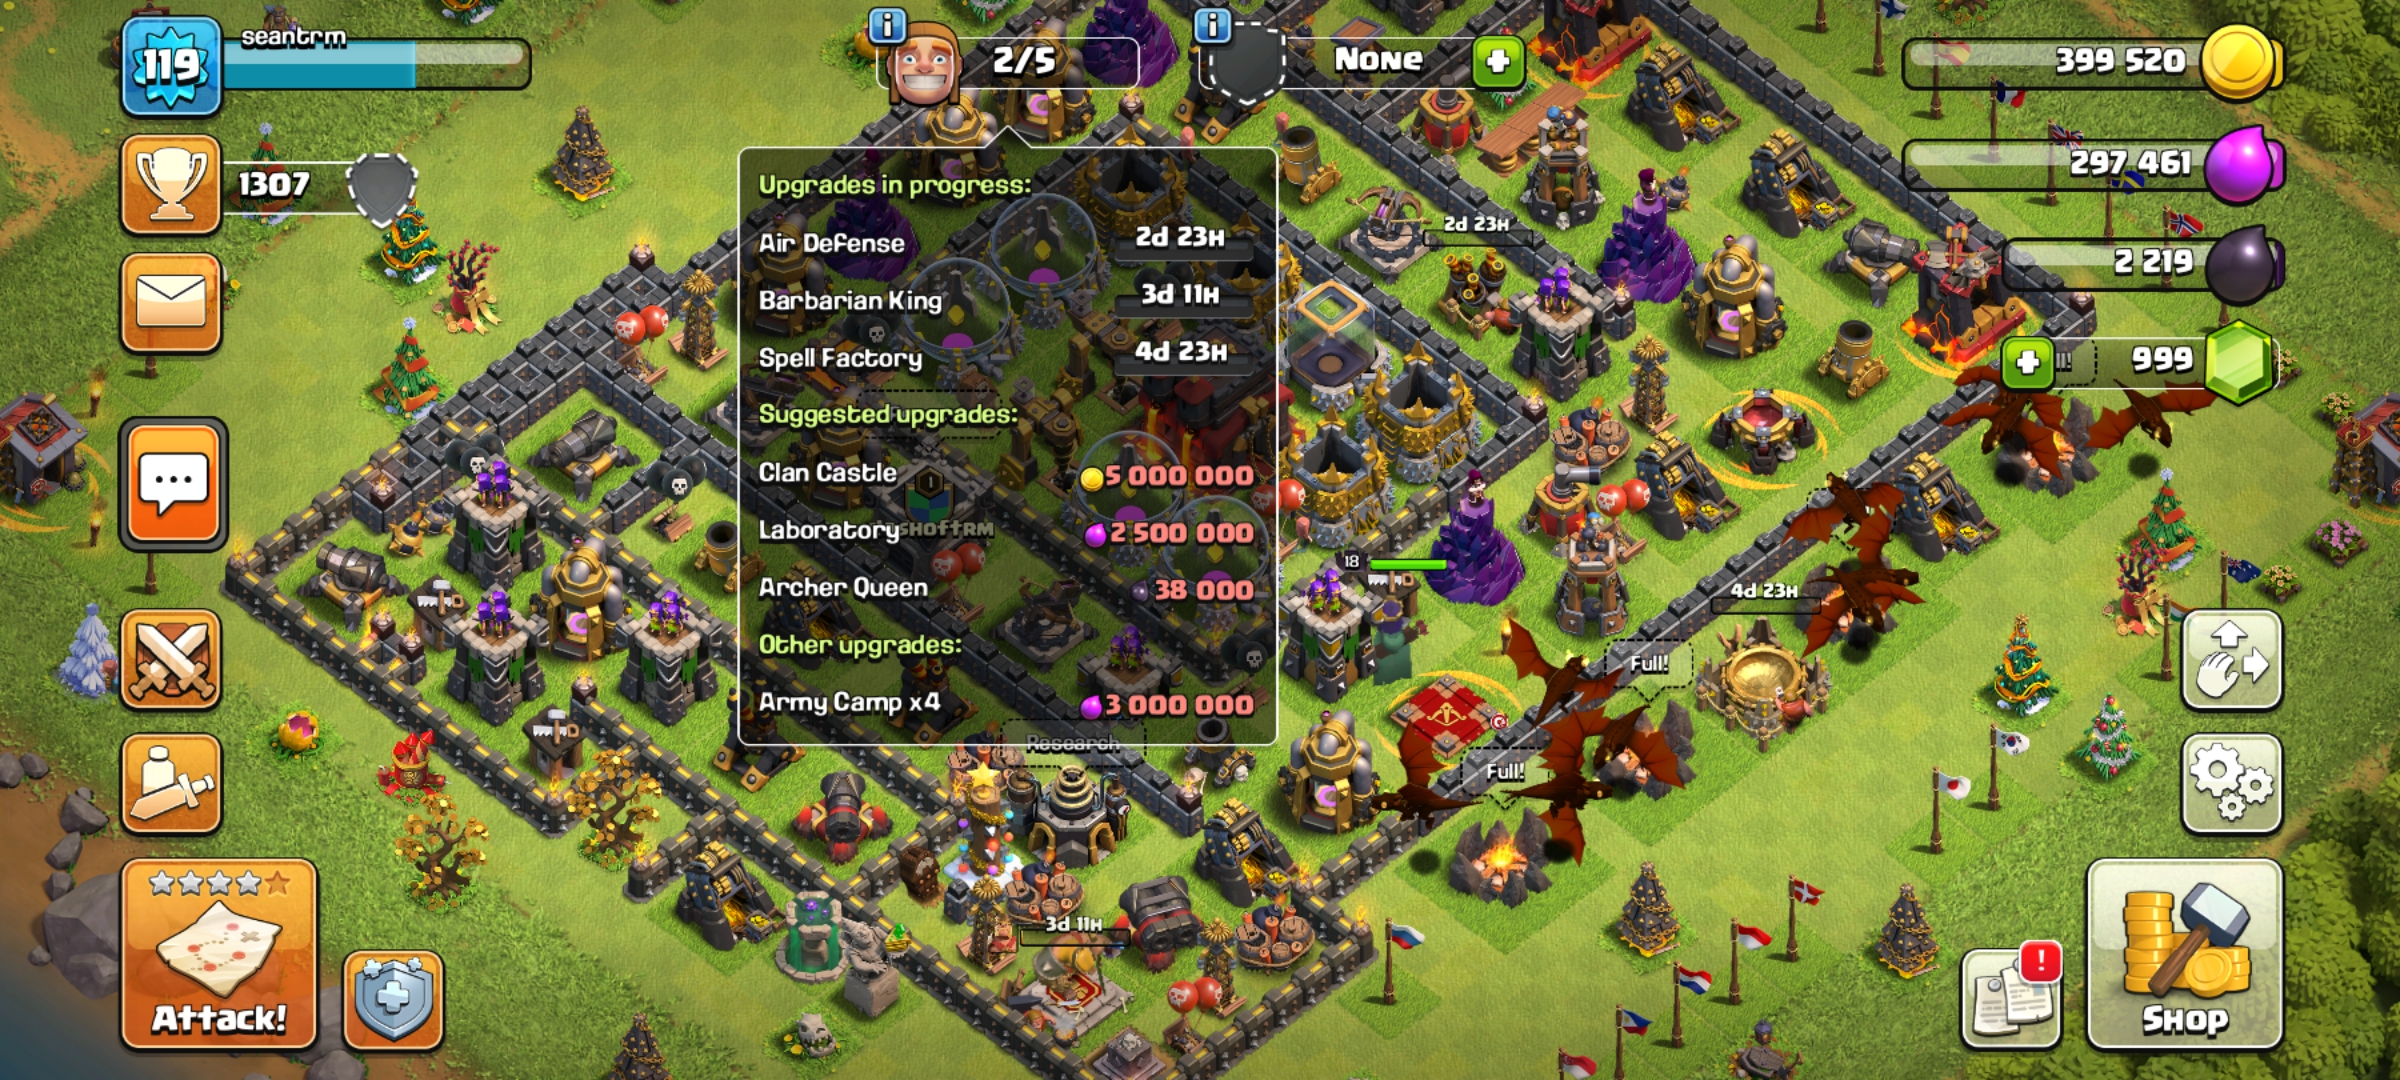 119
seantrm
2/5
None
399 520
1307
297 461
2 219
999
Upgrades in progress:
Air Defense 2d 23H
Barbarian King 3d 11H
Spell Factory 4d 23H
Suggested upgrades:
Clan Castle 5 000 000
Laboratory 2 500 000
Archer Queen 38 000
Other upgrades:
Army Camp x4 3 000 000
2d 23H
18
4d 23H
Full!
Research
Full!
3d 11H
Attack!
!
Shop